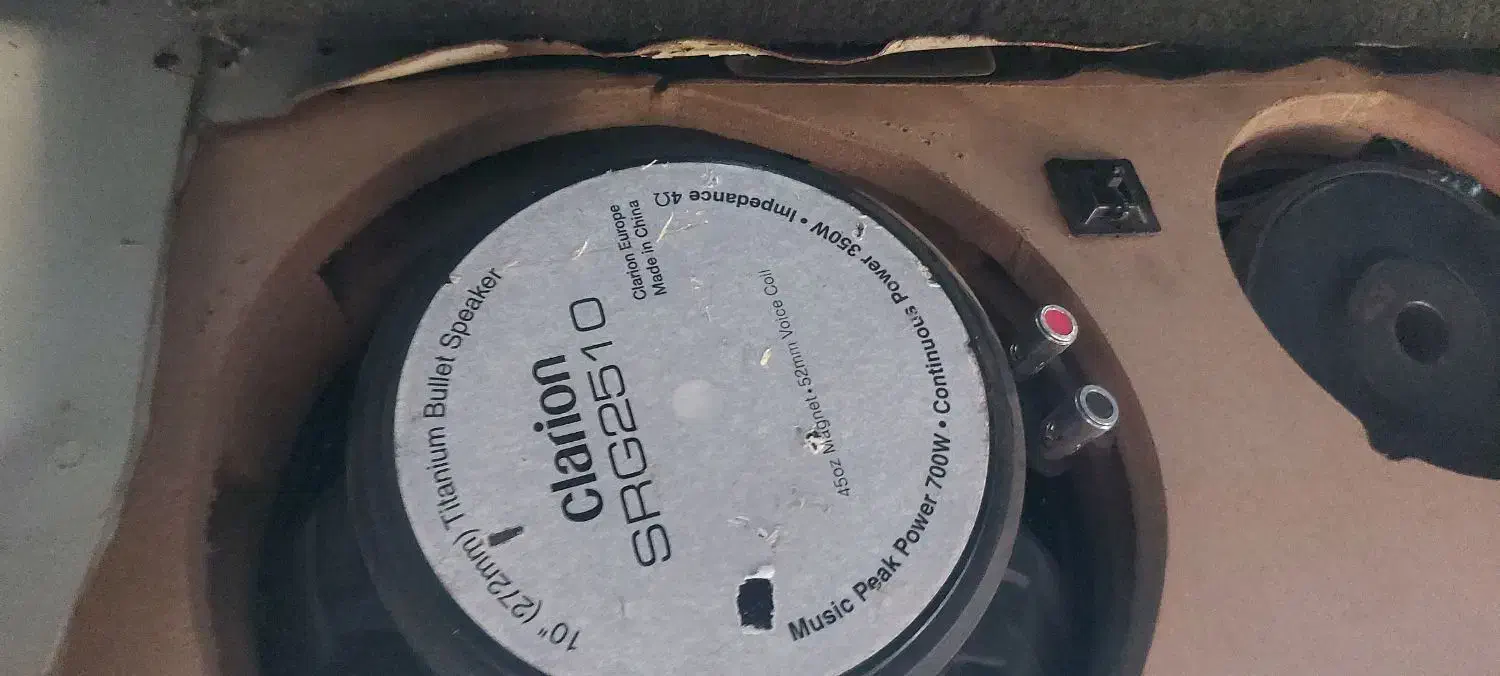 10" (272mm) Titanium Bullet Speaker
Clarion
SRG2510
Clarion Europe
Made in China
45oz Magnet • 52mm Voice Coil
Music Peak Power 700W • Continuous Power 350W • Impedance 4Ω